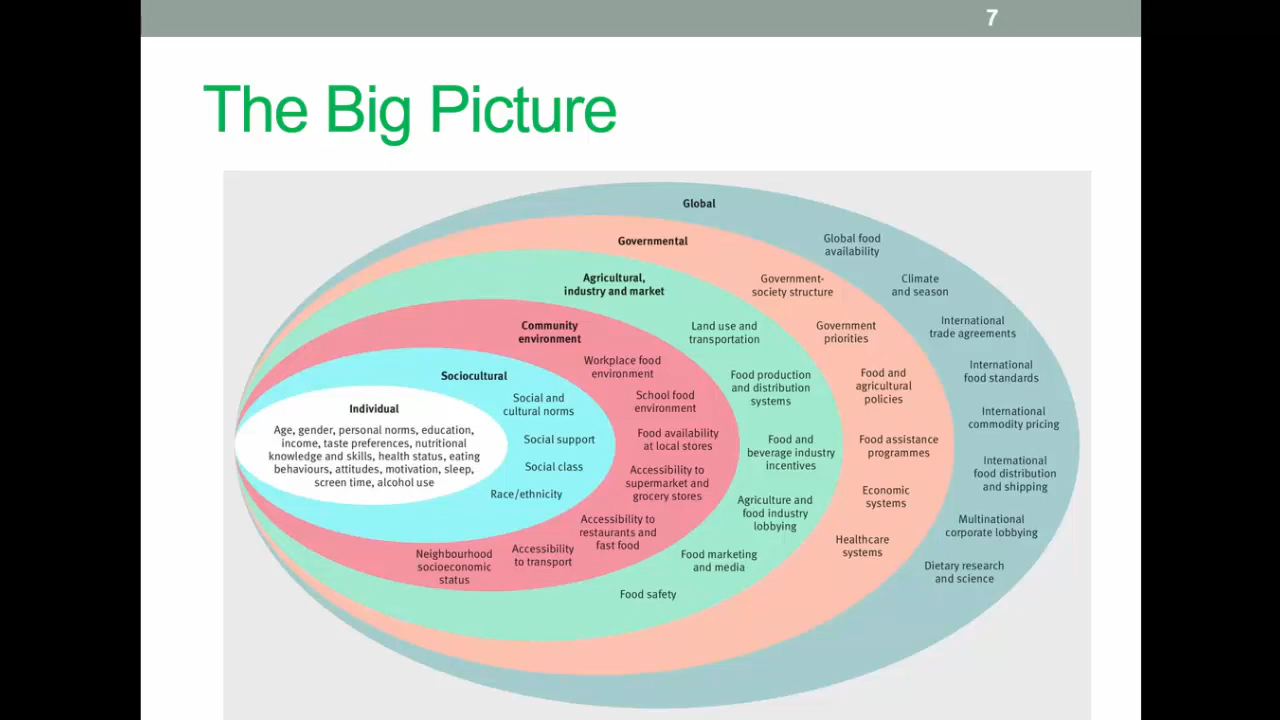 7
The Big Picture
Global
Global food
availability
Climate
and season
International
trade agreements
International
food standards
International
commodity pricing
International
food distribution
and shipping
Multinational
corporate lobbying
Dietary research
and science
Governmental
Government-
society structure
Government
priorities
Food and
agricultural
policies
Food assistance
programmes
Economic
systems
Healthcare
systems
Agricultural,
industry and market
Land use and
transportation
Food production
and distribution
systems
Food and
beverage industry
incentives
Agriculture and
food industry
lobbying
Food marketing
and media
Food safety
Community
environment
Workplace food
environment
School food
environment
Food availability
at local stores
Accessibility to
supermarket and
grocery stores
Accessibility to
restaurants and
fast food
Accessibility
to transport
Neighbourhood
socioeconomic
status
Sociocultural
Social and
cultural norms
Social support
Social class
Race/ethnicity
Individual
Age, gender, personal norms, education,
income, taste preferences, nutritional
knowledge and skills, health status, eating
behaviours, attitudes, motivation, sleep,
screen time, alcohol use